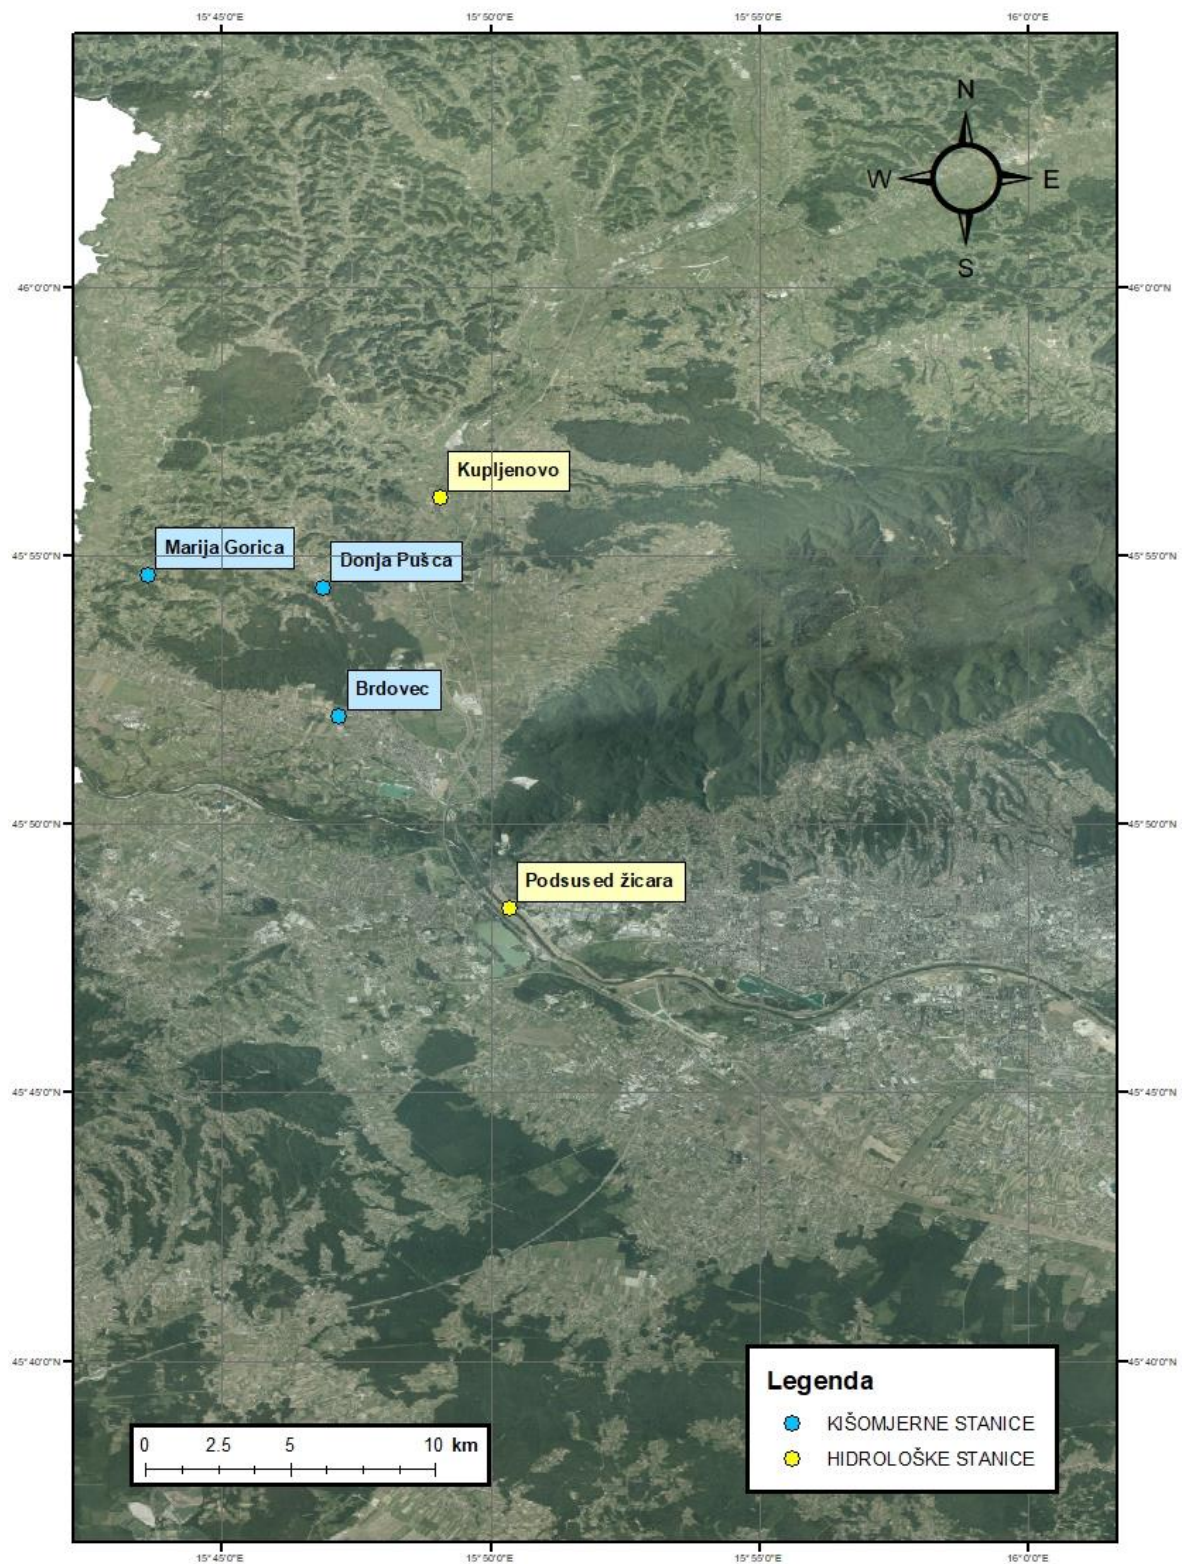 15°45'0"E
15°50'0"E
15°55'0"E
16°0'0"E
N
W E
S
46°0'0"N
46°0'0"N
Kupljenovo
Marija Gorica
Donja Pušca
45°55'0"N
45°55'0"N
Brdovec
45°50'0"N
45°50'0"N
Podsused žicara
45°45'0"N
45°45'0"N
45°40'0"N
45°40'0"N
Legenda
KIŠOMJERNE STANICE
HIDROLOŠKE STANICE
0 2.5 5 10 km
15°45'0"E
15°50'0"E
15°55'0"E
16°0'0"E